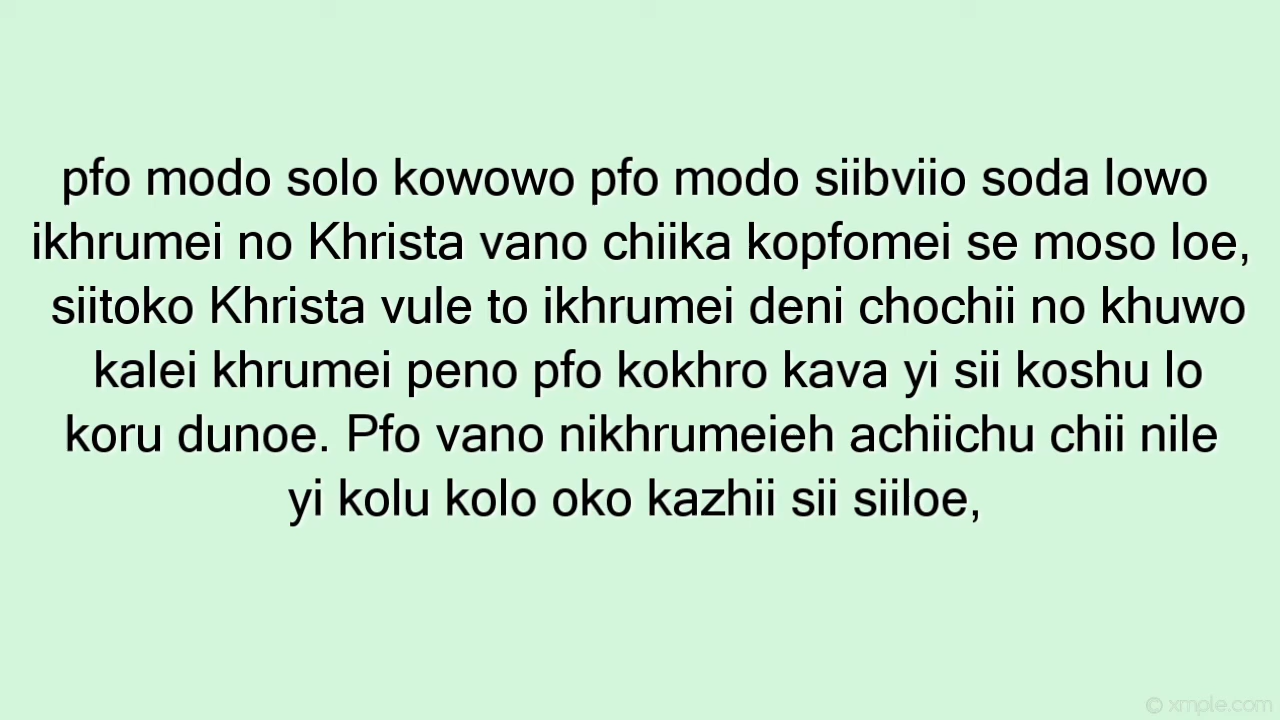 pfo modo solo kowowo pfo modo siibviio soda lowo
ikhrumei no Khrista vano chiika kopfomei se moso loe,
siitoko Khrista vule to ikhrumei deni chochii no khuwo
kalei khrumei peno pfo kokhro kava yi sii koshu lo
koru dunoe. Pfo vano nikhrumeieh achiichu chii nile
yi kolu kolo oko kazhii sii siiloe,
© xmple.com